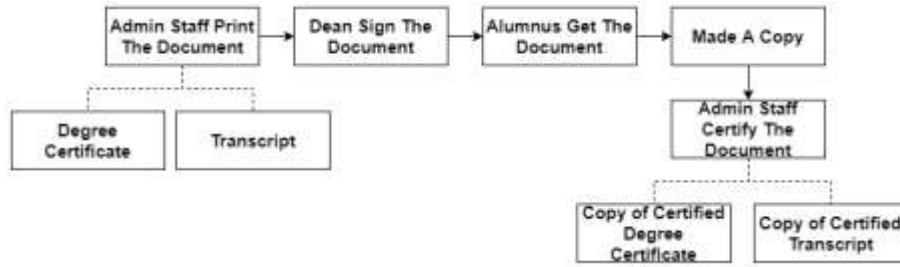 Admin Staff Print
The Document
Dean Sign The
Document
Alumnus Get The
Document
Made A Copy
Degree
Certificate
Transcript
Admin Staff
Certify The
Document
Copy of Certified
Degree
Certificate
Copy of Certified
Transcript